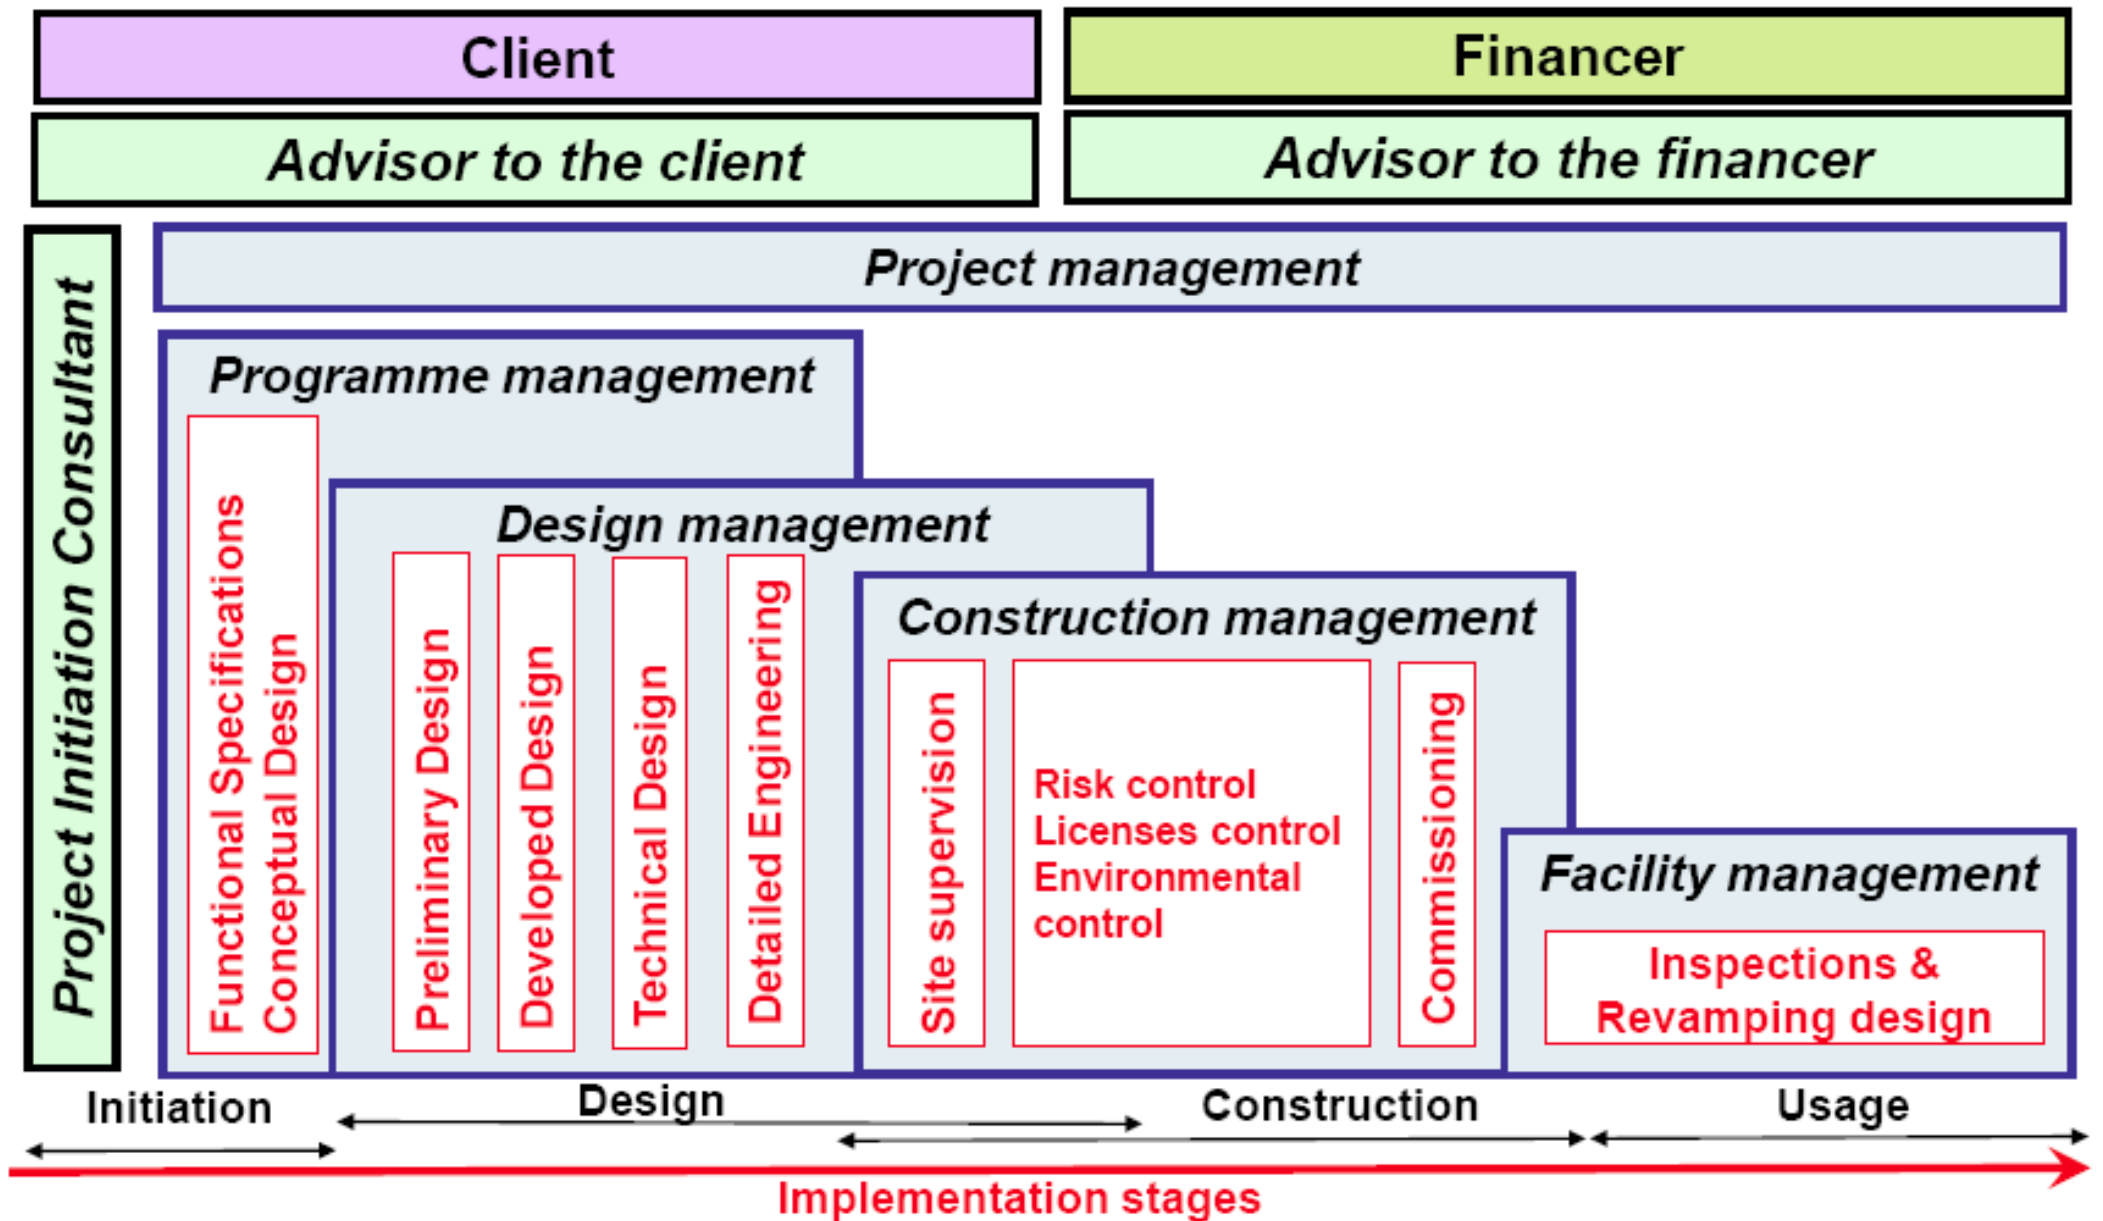 Client
Financer
Advisor to the client
Advisor to the financer
Project Initiation Consultant
Project management
Programme management
Functional Specifications
Conceptual Design
Design management
Preliminary Design
Developed Design
Technical Design
Detailed Engineering
Construction management
Site supervision
Risk control
Licenses control
Environmental
control
Commissioning
Facility management
Inspections &
Revamping design
Initiation
Design
Construction
Usage
Implementation stages